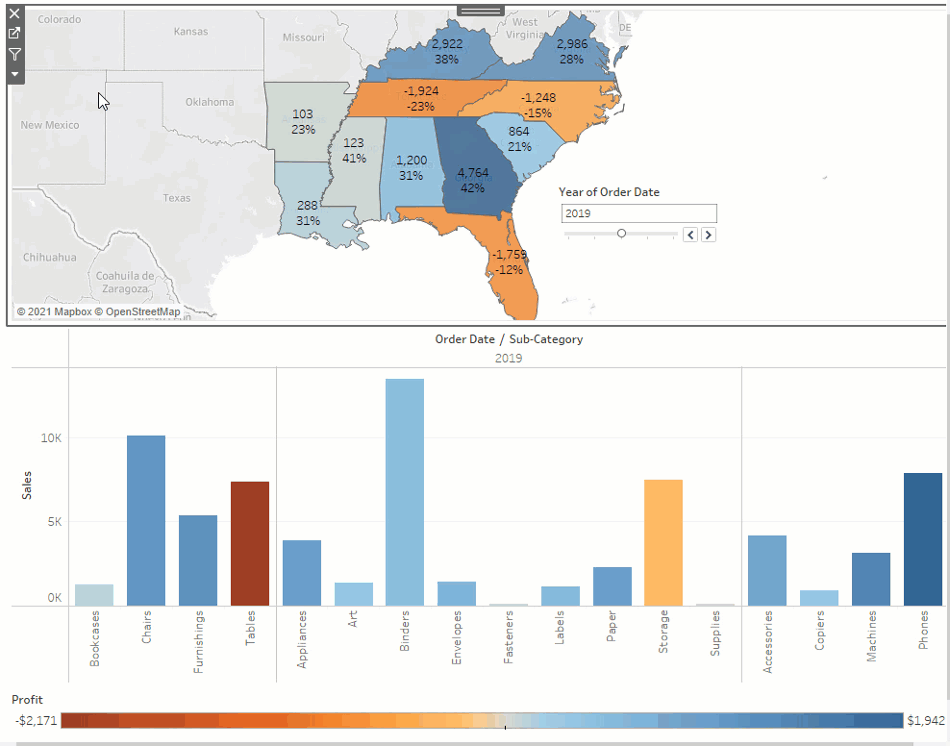 Colorado
Kansas
Missouri
West
Virginia
DE
2,922
38%
2,986
28%
Oklahoma
New Mexico
-1,924
-23%
-1,248
-15%
103
23%
123
41%
1,200
31%
864
21%
4,764
42%
Texas
288
31%
Year of Order Date
2019
Chihuahua
Coahuila de
Zaragoza
-1,759
-12%
© 2021 Mapbox © OpenStreetMap
Order Date / Sub-Category
2019
Sales
10K
5K
0K
Bookcases
Chairs
Furnishings
Tables
Appliances
Art
Binders
Envelopes
Fasteners
Labels
Paper
Storage
Supplies
Accessories
Copiers
Machines
Phones
Profit
-$2,171
$1,942